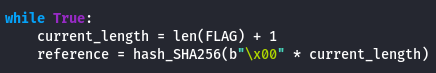 while True:
    current_length = len(FLAG) + 1
    reference = hash_SHA256(b"\x00" * current_length)